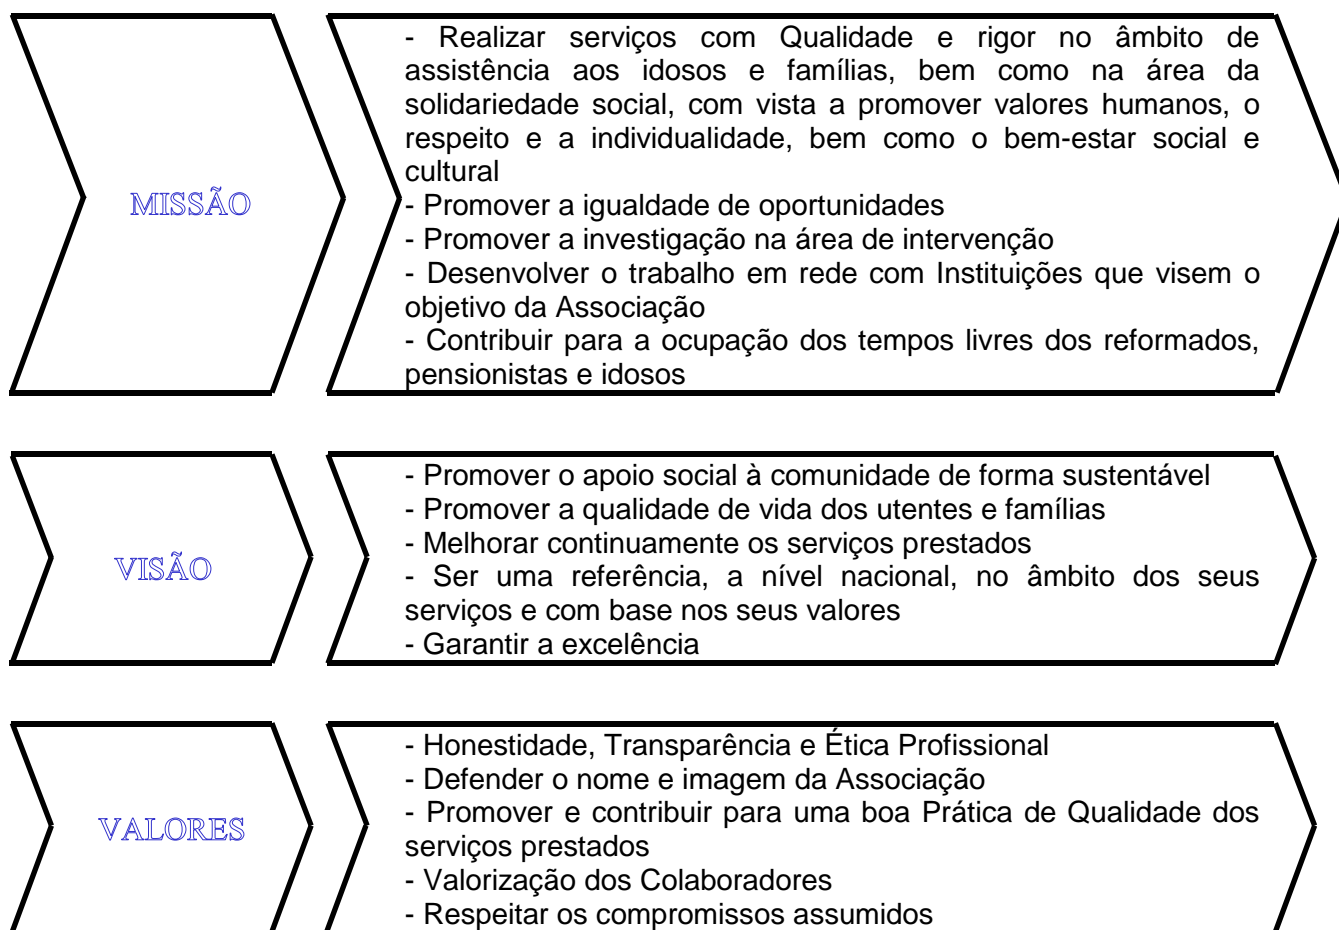 MISSÃO
- Realizar serviços com Qualidade e rigor no âmbito de
assistência aos idosos e famílias, bem como na área da
solidariedade social, com vista a promover valores humanos, o
respeito e a individualidade, bem como o bem-estar social e
cultural
- Promover a igualdade de oportunidades
- Promover a investigação na área de intervenção
- Desenvolver o trabalho em rede com Instituições que visem o
objetivo da Associação
- Contribuir para a ocupação dos tempos livres dos reformados,
pensionistas e idosos
VISÃO
- Promover o apoio social à comunidade de forma sustentável
- Promover a qualidade de vida dos utentes e famílias
- Melhorar continuamente os serviços prestados
- Ser uma referência, a nível nacional, no âmbito dos seus
serviços e com base nos seus valores
- Garantir a excelência
VALORES
- Honestidade, Transparência e Ética Profissional
- Defender o nome e imagem da Associação
- Promover e contribuir para uma boa Prática de Qualidade dos
serviços prestados
- Valorização dos Colaboradores
- Respeitar os compromissos assumidos